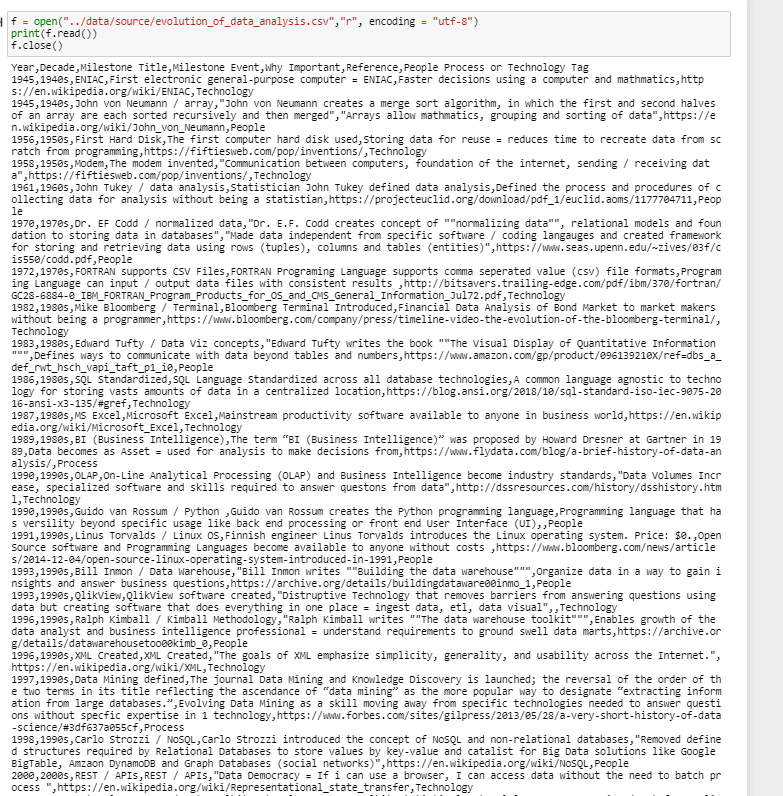 f = open("../data/source/evolution_of_data_analysis.csv","r", encoding = "utf-8")
print(f.read())
f.close()
Year,Decade,Milestone Title,Milestone Event,Why Important,Reference,People Process or Technology Tag
1945,1940s,ENIAC,First electronic general-purpose computer = ENIAC,Faster decisions using a computer and mathmatics,http
s://en.wikipedia.org/wiki/ENIAC,Technology
1945,1940s,John von Neumann / array,"John von Neumann creates a merge sort algorithm, in which the first and second halves
of an array are each sorted recursively and then merged","Arrays allow mathmatics, grouping and sorting of data",https://e
n.wikipedia.org/wiki/John_von_Neumann,People
1956,1950s,First Hard Disk,The first computer hard disk used,Storing data for reuse = reduces time to recreate data from sc
ratch from programming,https://fiftiesweb.com/pop/inventions/,Technology
1958,1950s,Modem,The modem invented,"Communication between computers, foundation of the internet, sending / receiving dat
a",https://fiftiesweb.com/pop/inventions/,Technology
1961,1960s,John Tukey / data analysis,Statistician John Tukey defined data analysis,Defined the process and procedures of c
ollecting data for analysis without being a statistian,https://projecteuclid.org/download/pdf_1/euclid.aoms/1177704711,Peop
le
1970,1970s,Dr. EF Codd / normalized data,"Dr. E.F. Codd creates concept of ""normalizing data"", relational models and foun
dation to storing data in databases","Made data independent from specific software / coding langauges and created framework
for storing and retrieving data using rows (tuples), columns and tables (entities)",https://www.seas.upenn.edu/~zives/03f/c
is550/codd.pdf,People
1972,1970s,FORTRAN supports CSV Files,FORTRAN Programing Language supports comma seperated value (csv) file formats,Program
ing Language can input / output data files with consistent results ,http://bitsavers.trailing-edge.com/pdf/ibm/370/fortran/
GC28-6884-0_IBM_FORTRAN_Program_Products_for_OS_and_CMS_General_Information_Jul72.pdf,Technology
1982,1980s,Mike Bloomberg / Terminal,Bloomberg Terminal Introduced,Financial Data Analysis of Bond Market to market makers
without being a programmer,https://www.bloomberg.com/company/press/timeline-video-the-evolution-of-the-bloomberg-terminal/,
Technology
1983,1980s,Edward Tufty / Data Viz concepts,"Edward Tufty writes the book ""The Visual Display of Quantitative Information
""",Defines ways to communicate with data beyond tables and numbers,https://www.amazon.com/gp/product/096139210X/ref=dbs_a_
def_rwt_hsch_vapi_taft_p1_i0,People
1986,1980s,SQL Standardized,SQL Language Standardized across all database technologies,A common language agnostic to techno
logy for storing vasts amounts of data in a centralized location,https://blog.ansi.org/2018/10/sql-standard-iso-iec-9075-20
16-ansi-x3-135/#gref,Technology
1987,1980s,MS Excel,Microsoft Excel,Mainstream productivity software available to anyone in business world,https://en.wikip
edia.org/wiki/Microsoft_Excel,Technology
1989,1980s,BI (Business Intelligence),The term “BI (Business Intelligence)” was proposed by Howard Dresner at Gartner in 19
89,Data becomes as Asset = used for analysis to make decisions from,https://www.flydata.com/blog/a-brief-history-of-data-an
alysis/,Process
1990,1990s,OLAP,On-Line Analytical Processing (OLAP) and Business Intelligence become industry standards,"Data Volumes Incr
ease, specialized software and skills required to answer questons from data",http://dssresources.com/history/dsshistory.htm
l,Technology
1990,1990s,Guido van Rossum / Python ,Guido van Rossum creates the Python programming language,Programming language that ha
s versility beyond specific usage like back end processing or front end User Interface (UI),,People
1991,1990s,Linus Torvalds / Linux OS,Finnish engineer Linus Torvalds introduces the Linux operating system. Price: $0.,Open
Source software and Programming Languages become available to anyone without costs ,https://www.bloomberg.com/news/article
s/2014-12-04/open-source-linux-operating-system-introduced-in-1991,People
1993,1990s,Bill Inmon / Data Warehouse,"Bill Inmon writes ""Building the data warehouse""",Organize data in a way to gain i
nsights and answer business questions,https://archive.org/details/buildingdataware00inmo_1,People
1993,1990s,QlikView,QlikView software created,"Distruptive Technology that removes barriers from answering questions using
data but creating software that does everything in one place = ingest data, etl, data visual",,Technology
1996,1990s,Ralph Kimball / Kimball Methodology,"Ralph Kimball writes ""The data warehouse toolkit""",Enables growth of the
data analyst and business intelligence professional = understand requirements to ground swell data marts,https://archive.or
g/details/datawarehousetoo00kimb_0,People
1996,1990s,XML Created,XML Created,"The goals of XML emphasize simplicity, generality, and usability across the Internet.",
https://en.wikipedia.org/wiki/XML,Technology
1997,1990s,Data Mining defined,The journal Data Mining and Knowledge Discovery is launched; the reversal of the order of th
e two terms in its title reflecting the ascendance of “data mining” as the more popular way to designate “extracting inform
ation from large databases.”,Evolving Data Mining as a skill moving away from specific technologies needed to answer questi
ons without specfic expertise in 1 technology,https://www.forbes.com/sites/gilpress/2013/05/28/a-very-short-history-of-data
-science/#3df637a055cf,Process
1998,1990s,Carlo Strozzi / NoSQL,Carlo Strozzi introduced the concept of NoSQL and non-relational databases,"Removed define
d structures required by Relational Databases to store values by key-value and catalist for Big Data solutions like Google
BigTable, Amzaon DynamoDB and Graph Databases (social networks)",https://en.wikipedia.org/wiki/NoSQL,People
2000,2000s,REST / APIs,REST / APIs,"Data Democracy = If i can use a browser, I can access data without the need to batch pr
ocess ",https://en.wikipedia.org/wiki/Representational_state_transfer,Technology